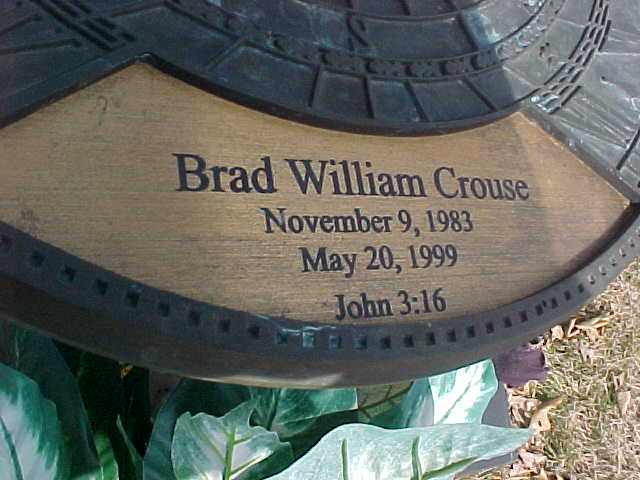 Brad William Crouse
November 9, 1983
May 20, 1999
John 3:16